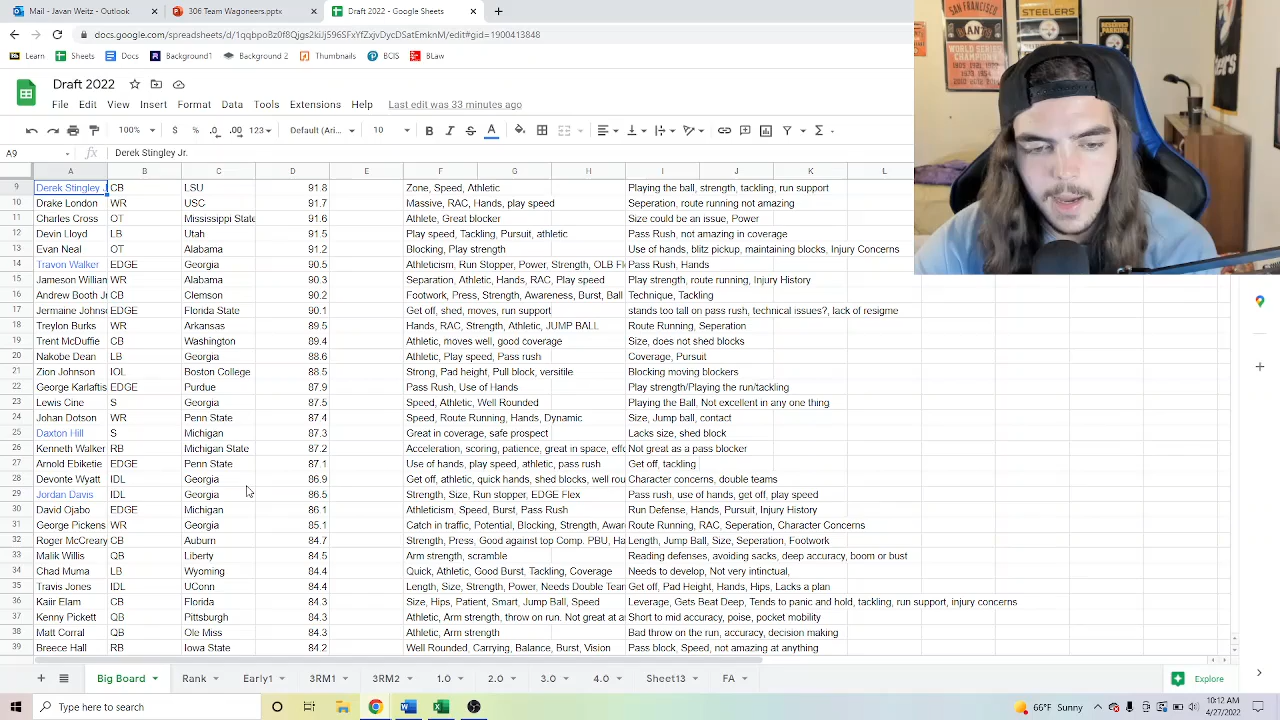 Mail - Javan Weitz - Outlook
306 Temp Wagoneers stop short
Draft 2022 - Google Sheets
docs.google.com/spreadsheets/d/1
#gid=1900413848
Learn Sheets Docs Background Backgrounds Thumbnails CJCIS SLaw
Draft 2022
File Edit View Insert Format Data Tools Extensions Help Last edit was 33 minutes ago
100% $ % .0 .00 123 Default (Ari... 10 B I S A
A9 fx Derek Stingley Jr.
A B C D E F G H I J K L
9 Derek Stingley J CB LSU 91.8 Zone, Speed, Athletic Playing the ball, strength, tackling, run support
10 Drake London WR USC 91.7 Massive, RAC, Hands, play speed Seperation, route running not amazing
11 Charles Cross OT Mississippi State 91.6 Athlete, Great blocker Size could be an issue, Power
12 Devin Lloyd LB Utah 91.5 Play speed, Tackling, Pursuit, athletic Pass Rush, not amazing in coverage
13 Evan Neal OT Alabama 91.2 Blocking, Play strength Use of hands, blitz pickup, maintaining blocks, Injury Concerns
14 Travon Walker EDGE Georgia 90.5 Athleticism, Run Stopper, Power, Strength, OLB Fl Pass Rush, Hands
15 Jameson Willian WR Alabama Seperation, Athletic, Hands, Play Speed Play strength, route running, Injury History
16 Andrew Booth Jr CB Clemson 90.2 Footwork, Press, Strength, Awareness, Burst, Ball Technique, Tackling
17 Jermaine Johnso EDGE Florida State 90.1 Get off, shed, moves, run support stands too tall on pass rush, technical issues?, lack of resigme
18 Treylon Burks WR Arkansas 89.5 Hands, RAC, Strength, Athletic, JUMP BALL Route Running, Seperation
19 Trent McDuffie CB Washington 89.4 Athletic, moves well, good coverage Size, does not shed blocks
20 Nakobe Dean LB Georgia 88.6 Athletic, Play speed, Pass rush Coverage, Pursuit
21 Zion Johnson IOL Boston College 88.5 Strong, Pad height, Pull block, versitile Blocking moving blockers
22 George Karlaftis EDGE Purdue 87.9 Pass Rush, Use of Hands Play strength/Playing the run/tackling
23 Lewis Cine S Georgia 87.5 Speed, Athletic, Well Rounded Playing the Ball, Not excellent in any one thing
24 Johan Dotson WR Penn State 87.4 Speed, Route Running, Hands, Dynamic Size, Jump ball, contact
25 Daxton Hill S Michigan 87.3 Great in coverage, safe prospect Lacks size, shed block
26 Kenneth Walker RB Michigan State 87.2 Acceleration, scoring, patience, great in space, effo Not great as a pass blocker
27 Arnold Ebiketie EDGE Penn State 87.1 Use of hands, play speed, athletic, pass rush Get off, tackling
28 Devonte Wyatt IDL Georgia 86.9 Get off, athletic, quick hands, shed blocks, well rou Character concerns, double teams
29 Jordan Davis IDL Georgia 86.5 Strength, Size, Run stopper, EDGE Flex Pass rush, use of hands, get off, play speed
30 David Ojabo EDGE Michigan 86.1 Athleticism, Speed, Burst, Pass Rush Run Defense, Hands, Pursuit, Injury History
31 George Pickens WR Georgia 85.1 Catch in traffic, Potential, Blocking, Strength, Awar Route Running, RAC, Seperation, Character Concerns
32 Roger McCreary CB Auburn 84.7 Strength, Press, Good against top Comp. PBU, Ha Length, Jump Ball, Size, Seperation, Footwork
33 Malik Willis QB Liberty 84.5 Arm strength, scramble Reading defenses, avoiding sacks, deep accuracy, boom or bust
34 Chad Muma LB Wyoming 84.4 Quick, Athletic, Good Burst, Tackling, Coverage Needs to develop, Not very intinctual,
35 Travis Jones IDL UConn 84.4 Length, Size, Strength, Power, Needs Double Tean Get off, Pad Height, Hands, Hips, Lacks a plan
36 Kaiir Elam CB Florida 84.3 Size, Hips, Patient, Smart, Jump Ball, Speed Leverage, Gets Beat Deep, Tends to panic and hold, tackling, run support, injury concerns
37 Kenny Pickett QB Pittsburgh 84.3 Athletic, Arm strength, throw on run. Not great at ar Short to mid accuracy, poise, pocket mobility
38 Matt Corral QB Ole Miss 84.3 Athletic, Arm strength Bad throw on the run, accuracy, decision making
39 Breece Hall RB Iowa State 84.2 Well Rounded, Carrying, Balance, Burst, Vision Pass block, Speed, not amazing at anything
Big Board Rank Early1 3RM1 3RM2 1.0 2.0 3.0 4.0 Sheet13 FA Explore
Type here to search
66°F Sunny
10:12 AM
4/27/2022
SAN FRANCISCO
GIANTS
WORLD SERIES
CHAMPIONS
STEELERS
RESERVED
PARKING